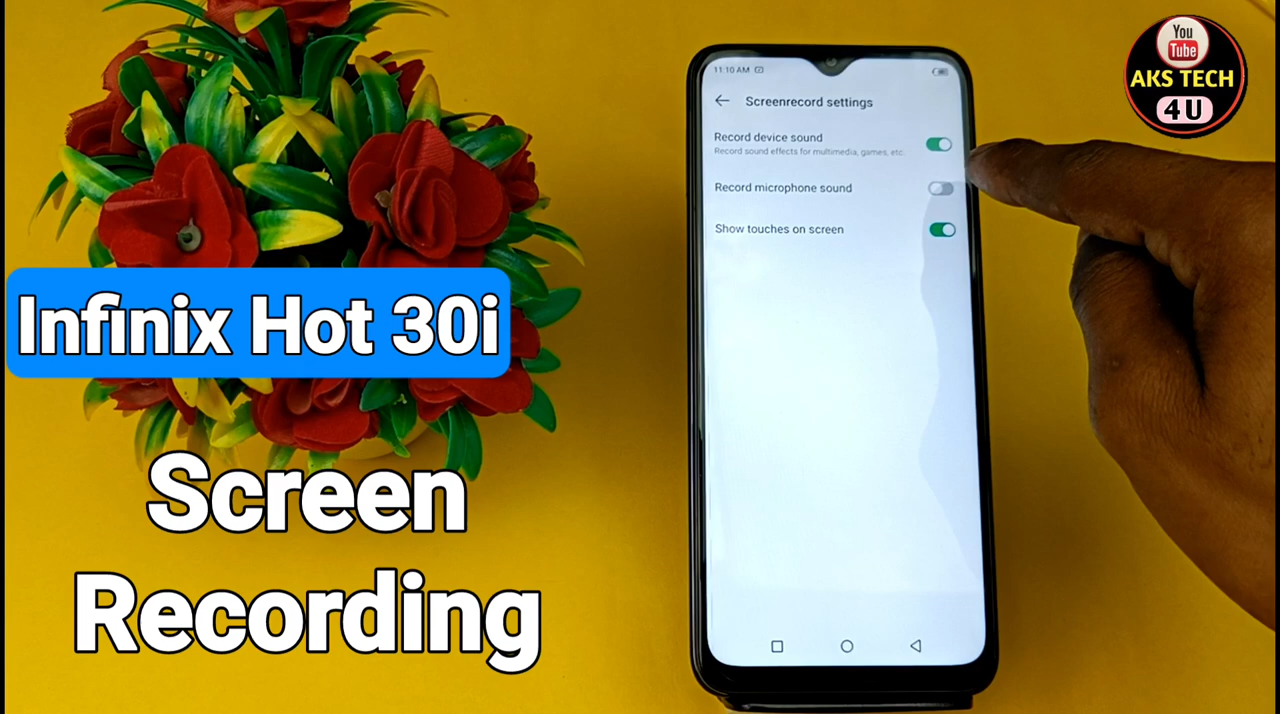 Infinix Hot 30i
Screen
Recording
11:10 AM
Screenrecord settings
Record device sound
Record sound effects for multimedia, games, etc.
Record microphone sound
Show touches on screen
You
Tube
AKS TECH
4U